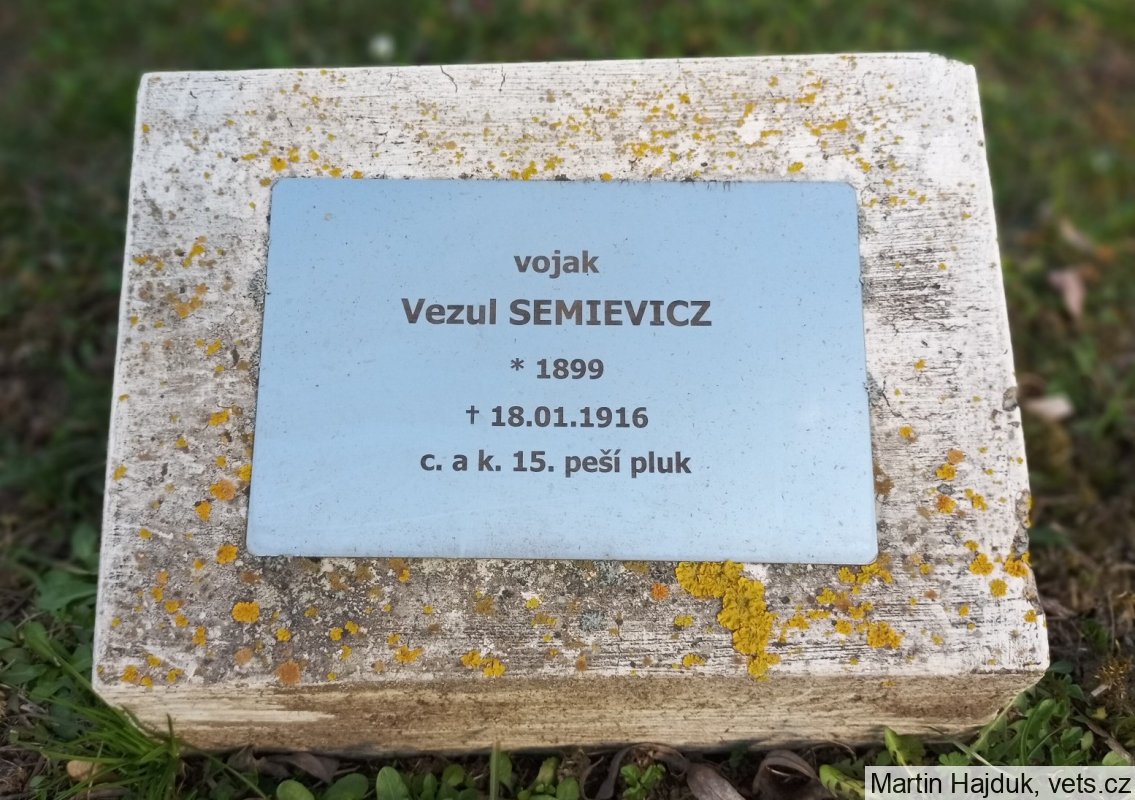 vojak
Vezul SEMIEVICZ
* 1899
† 18.01.1916
c. a k. 15. peší pluk
Martin Hajduk, vets.cz